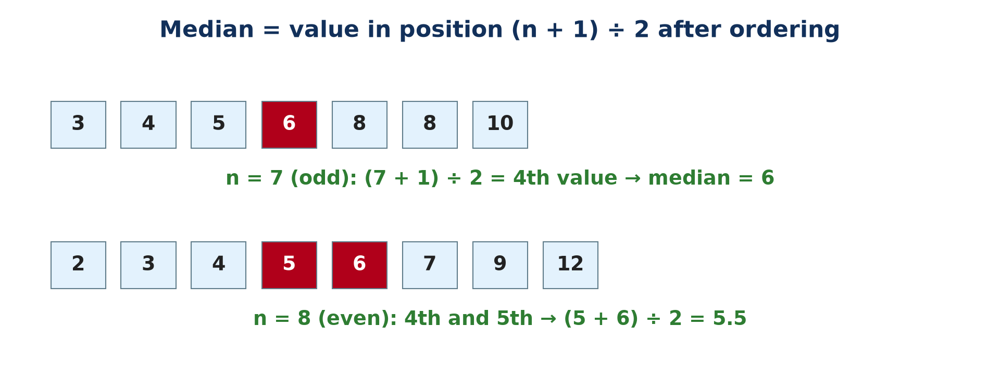 Median = value in position (n + 1) ÷ 2 after ordering
3 4 5 6 8 8 10
n = 7 (odd): (7 + 1) ÷ 2 = 4th value → median = 6
2 3 4 5 6 7 9 12
n = 8 (even): 4th and 5th → (5 + 6) ÷ 2 = 5.5